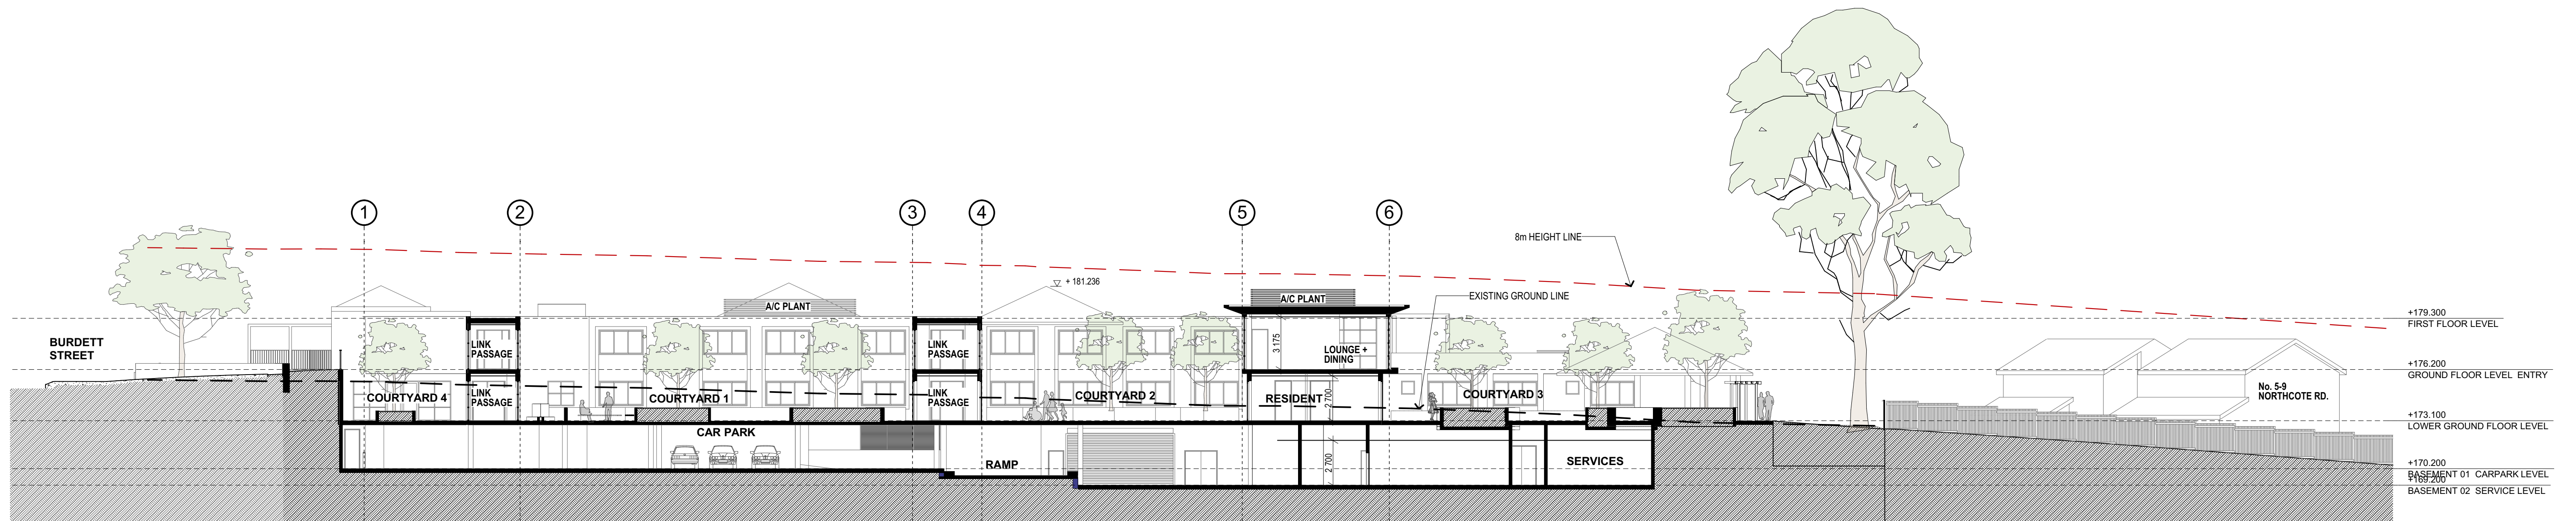 1
2
3
4
5
6
8m HEIGHT LINE
+ 181.236
EXISTING GROUND LINE
A/C PLANT
A/C PLANT
+179.300
FIRST FLOOR LEVEL
BURDETT
STREET
LINK
PASSAGE
LINK
PASSAGE
3 175
LOUNGE +
DINING
+176.200
GROUND FLOOR LEVEL  ENTRY
COURTYARD 4
LINK
PASSAGE
COURTYARD 1
LINK
PASSAGE
COURTYARD 2
RESIDENT
2 700
COURTYARD 3
No. 5-9
NORTHCOTE RD.
+173.100
LOWER GROUND FLOOR LEVEL
CAR PARK
RAMP
2 700
SERVICES
+170.200
BASEMENT 01  CARPARK LEVEL
+169.200
BASEMENT 02  SERVICE LEVEL